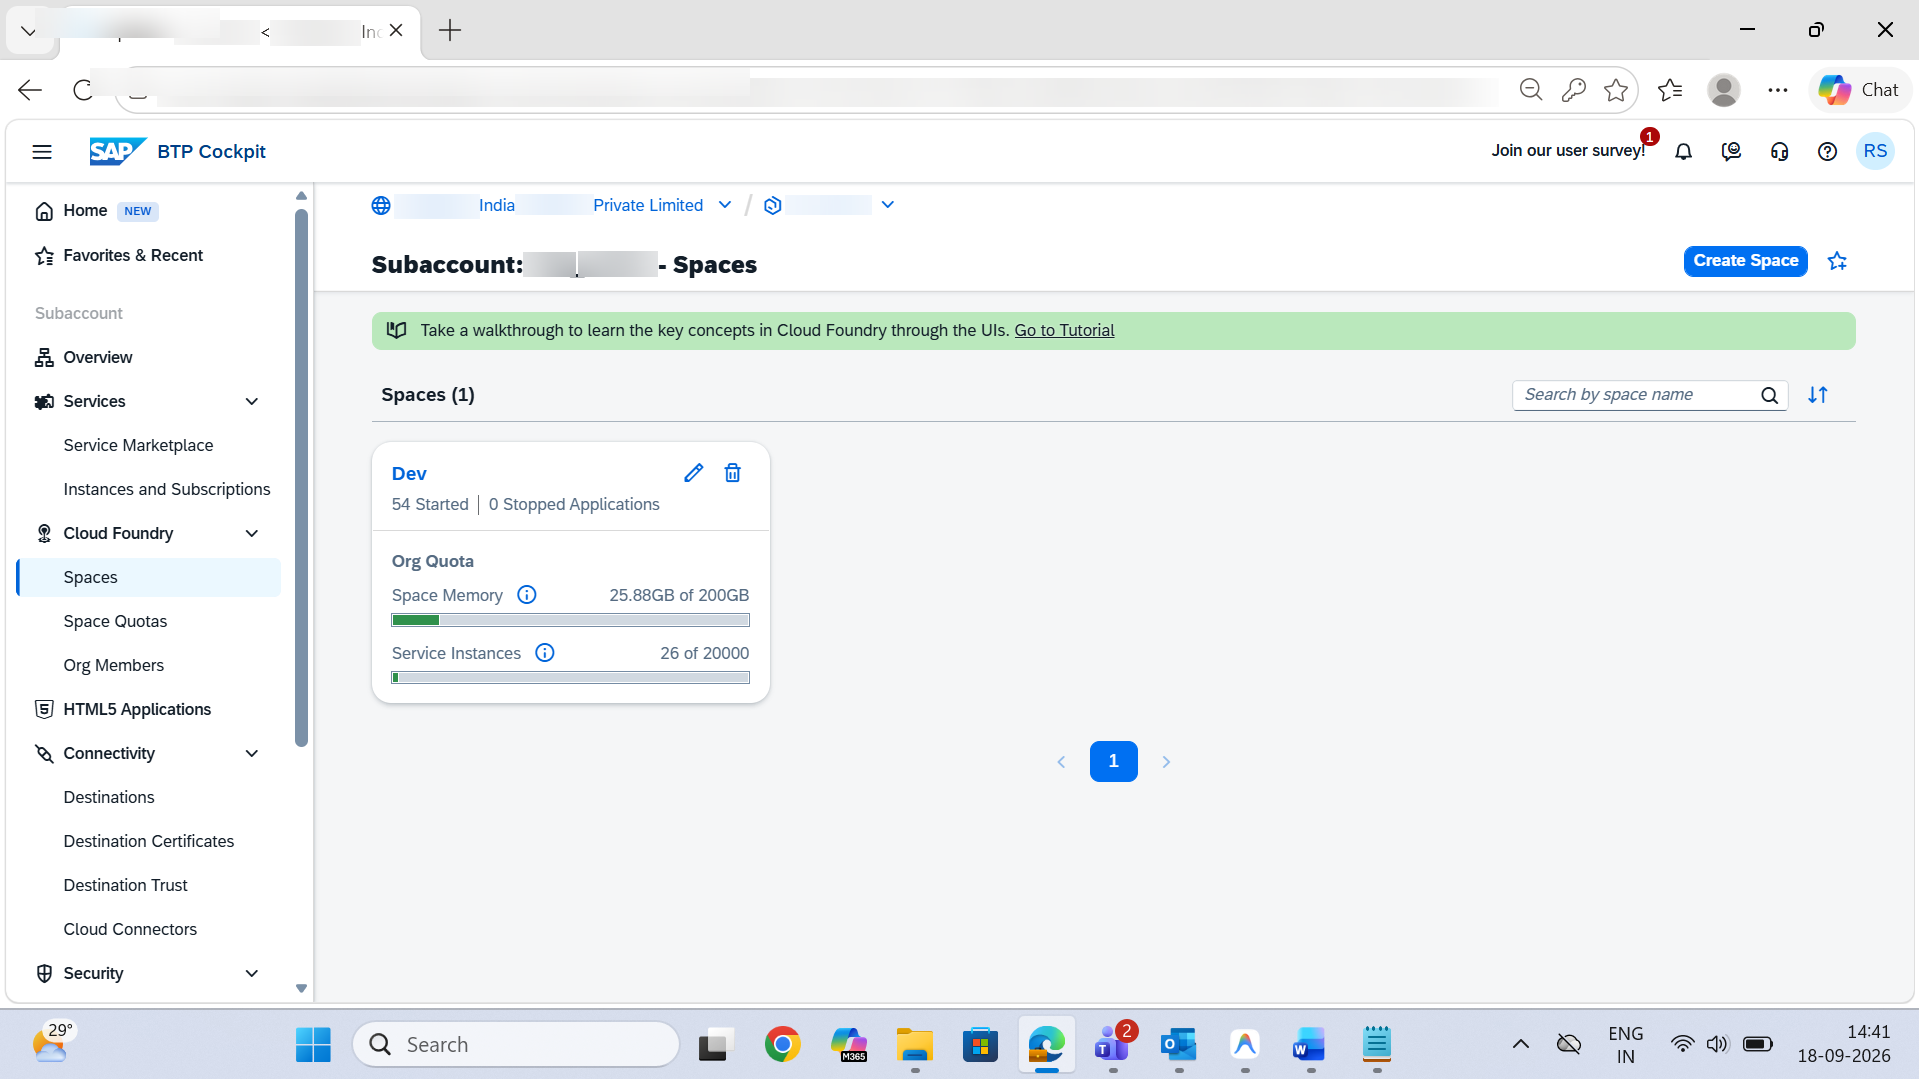 <
Chat
SAP BTP Cockpit
Join our user survey!
1
RS
Home NEW
Favorites & Recent
Subaccount
Overview
Services
Service Marketplace
Instances and Subscriptions
Cloud Foundry
Spaces
Space Quotas
Org Members
HTML5 Applications
Connectivity
Destinations
Destination Certificates
Destination Trust
Cloud Connectors
Security
India Private Limited /
Subaccount: - Spaces
Create Space
Take a walkthrough to learn the key concepts in Cloud Foundry through the UIs. Go to Tutorial
Spaces (1)
Search by space name
Dev
54 Started | 0 Stopped Applications
Org Quota
Space Memory 25.88GB of 200GB
Service Instances 26 of 20000
1
29°
Search
M365
2
ENG
IN
14:41
18-09-2026